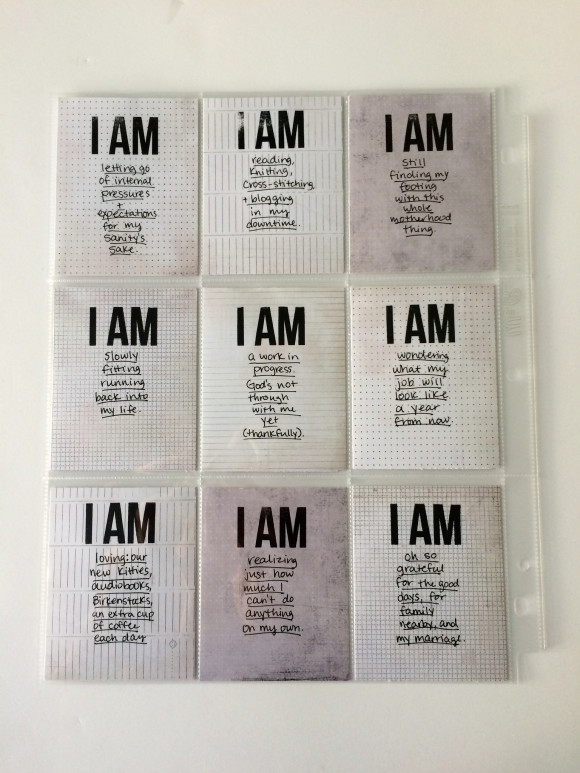 I AM
letting go
of internal
pressures
+
expectations
for my
sanity's
sake.
I AM
reading,
knitting,
cross-stitching
+ blogging
in my
downtime.
I AM
still
finding my
footing
with this
whole
motherhood
thing.
I AM
slowly
fitting
running
back into
my life.
I AM
a work in
progress.
God's not
through
with me
yet
(thankfully).
I AM
wondering
what my
job will
look like
a year
from now.
I AM
loving: our
new kitties,
audiobooks,
Birkenstocks,
an extra cup
of coffee
each day
I AM
realizing
just how
much I
can't do
anything
on my own.
I AM
oh so
grateful
for the good
days, for
family
nearby, and
my marriage.